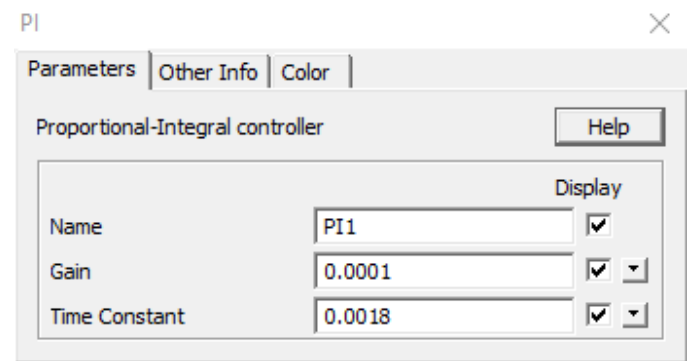 PI
Parameters Other Info Color
Proportional-Integral controller Help
Display
Name PI1
Gain 0.0001
Time Constant 0.0018